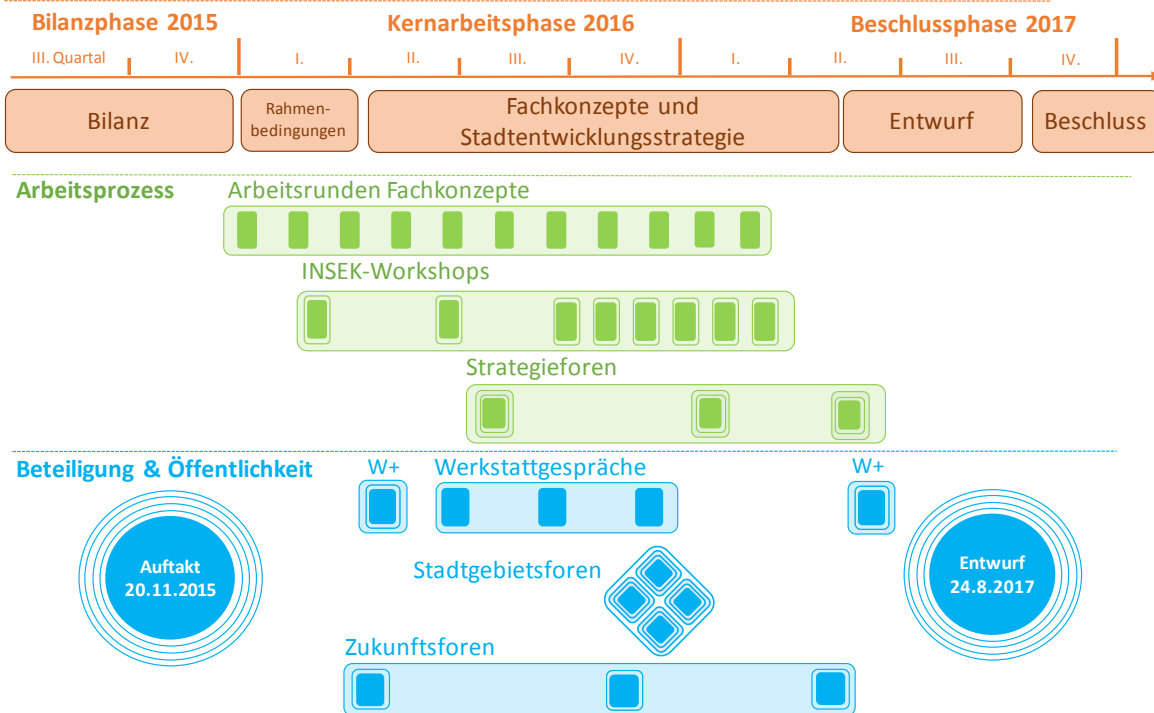 Bilanzphase 2015
Kernarbeitsphase 2016
Beschlussphase 2017
III. Quartal
IV.
I.
II.
III.
IV.
I.
II.
III.
IV.
Bilanz
Rahmen-
bedingungen
Fachkonzepte und
Stadtentwicklungsstrategie
Entwurf
Beschluss
Arbeitsprozess
Arbeitsrunden Fachkonzepte
INSEK-Workshops
Strategieforen
Beteiligung & Öffentlichkeit
W+
Werkstattgespräche
W+
Auftakt
20.11.2015
Stadtgebietsforen
Entwurf
24.8.2017
Zukunftsforen